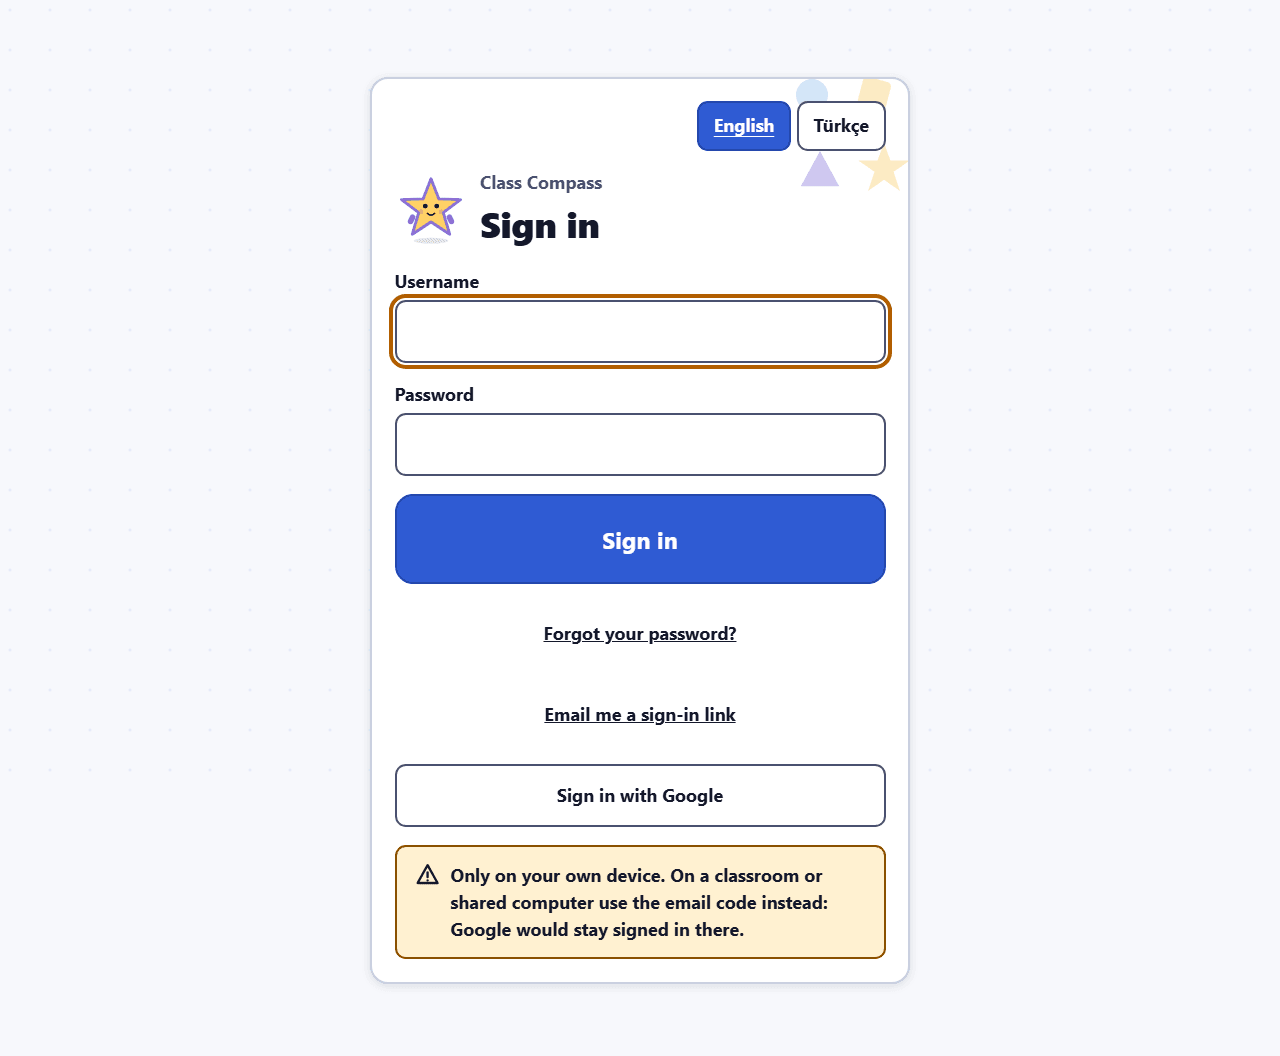 English Türkçe
Class Compass
Sign in
Username
Password
Sign in
Forgot your password?
Email me a sign-in link
Sign in with Google
Only on your own device. On a classroom or
shared computer use the email code instead:
Google would stay signed in there.